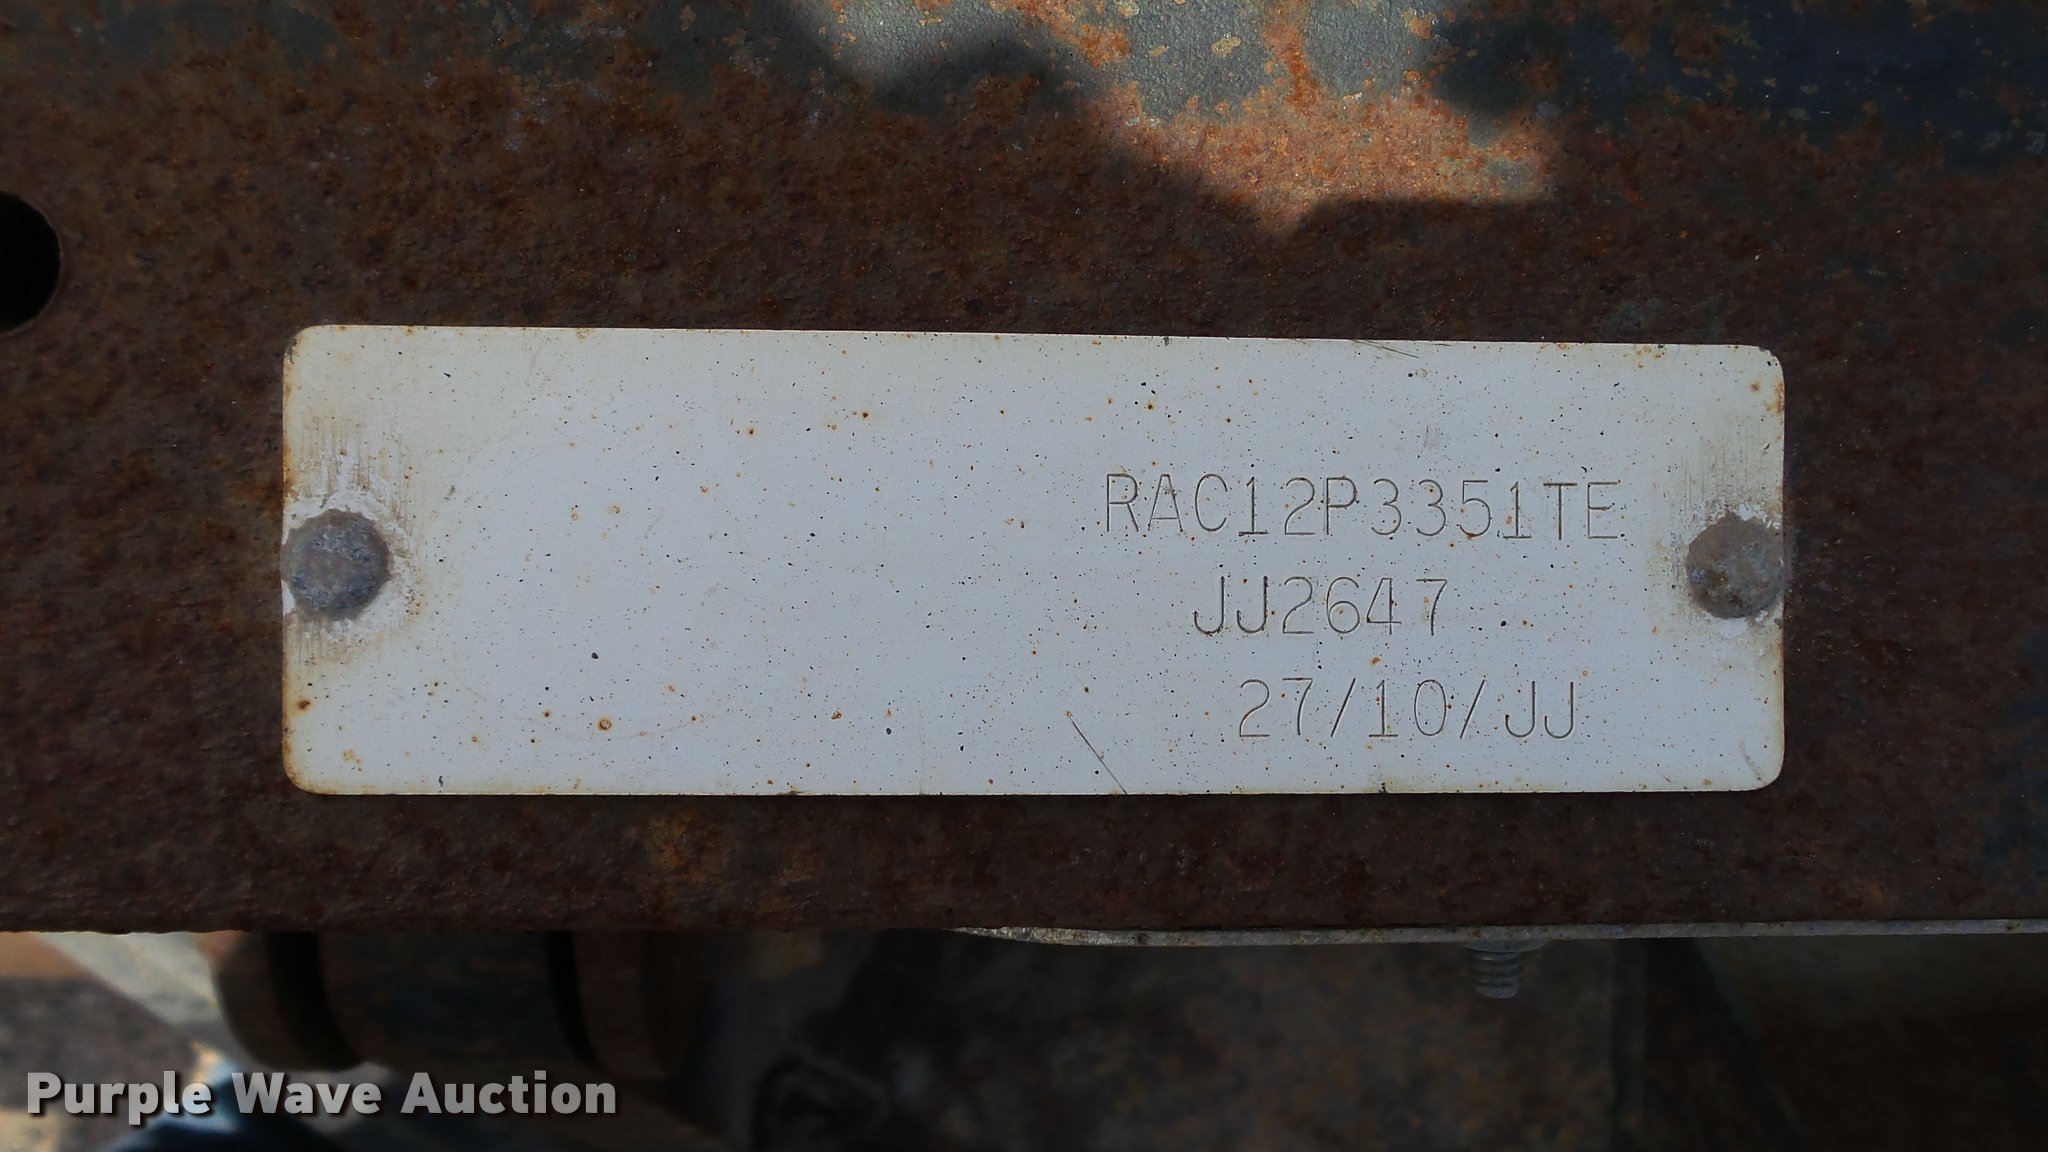 RAC12P3351TE
JJ2647
27/10/JJ
Purple Wave Auction